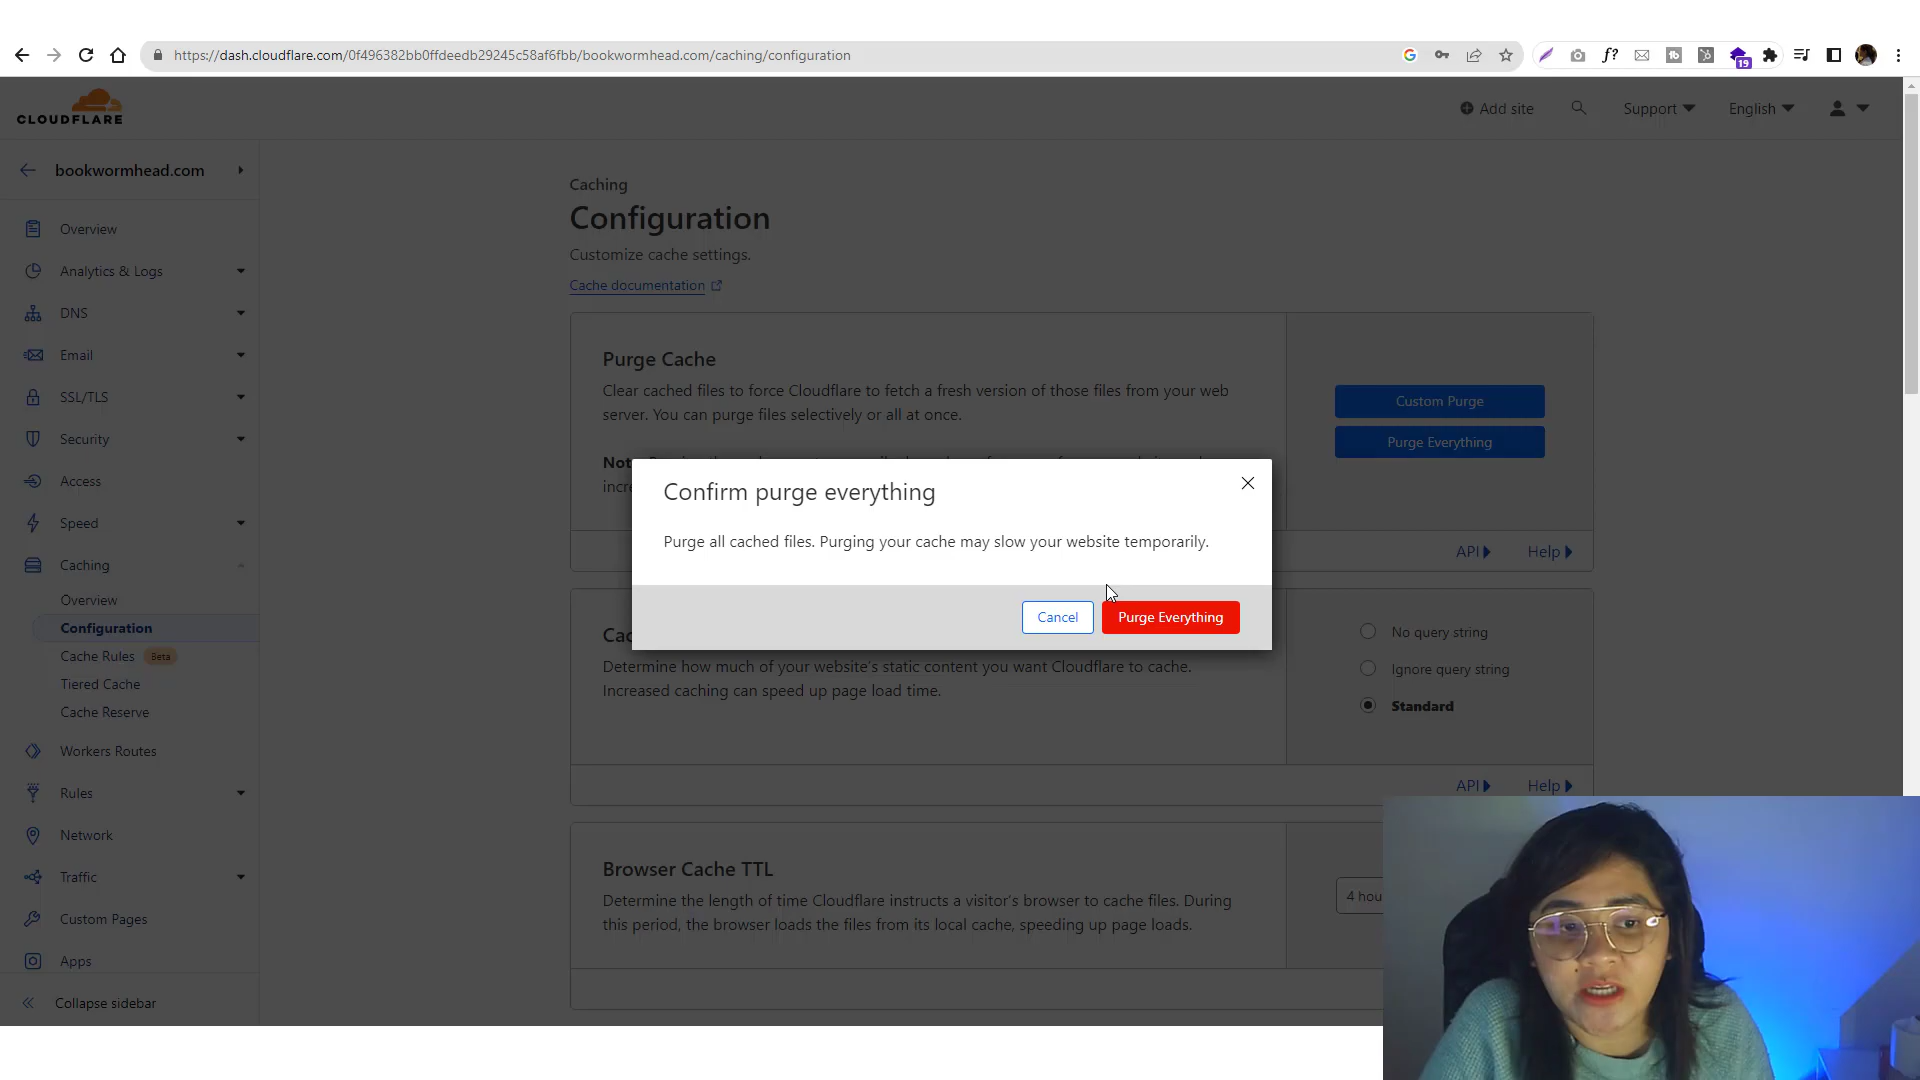 https://dash.cloudflare.com/0f496382bb0ffdeedb29245c58af6fbb/bookwormhead.com/caching/configuration
19
CLOUDFLARE
Add site
Support
English
bookwormhead.com
Overview
Analytics & Logs
DNS
Email
SSL/TLS
Security
Access
Speed
Caching
Overview
Configuration
Cache Rules Beta
Tiered Cache
Cache Reserve
Workers Routes
Rules
Network
Traffic
Custom Pages
Apps
Collapse sidebar
Caching
Configuration
Customize cache settings.
Cache documentation
Purge Cache
Clear cached files to force Cloudflare to fetch a fresh version of those files from your web
server. You can purge files selectively or all at once.
Custom Purge
Purge Everything
API
Help
Confirm purge everything
Purge all cached files. Purging your cache may slow your website temporarily.
Cancel
Purge Everything
Determine how much of your website's static content you want Cloudflare to cache.
Increased caching can speed up page load time.
No query string
Ignore query string
Standard
API
Help
Browser Cache TTL
Determine the length of time Cloudflare instructs a visitor's browser to cache files. During
this period, the browser loads the files from its local cache, speeding up page loads.
4 hou